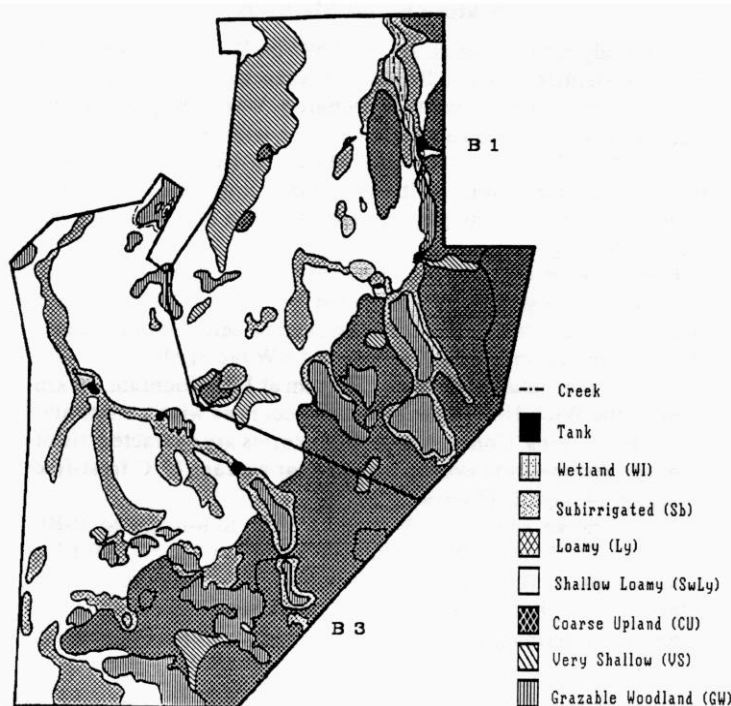 B 1
B 3
Creek
Tank
Wetland (WI)
Subirrigated (Sb)
Loamy (Ly)
Shallow Loamy (SwLy)
Coarse Upland (CU)
Very Shallow (VS)
Grazable Woodland (GW)